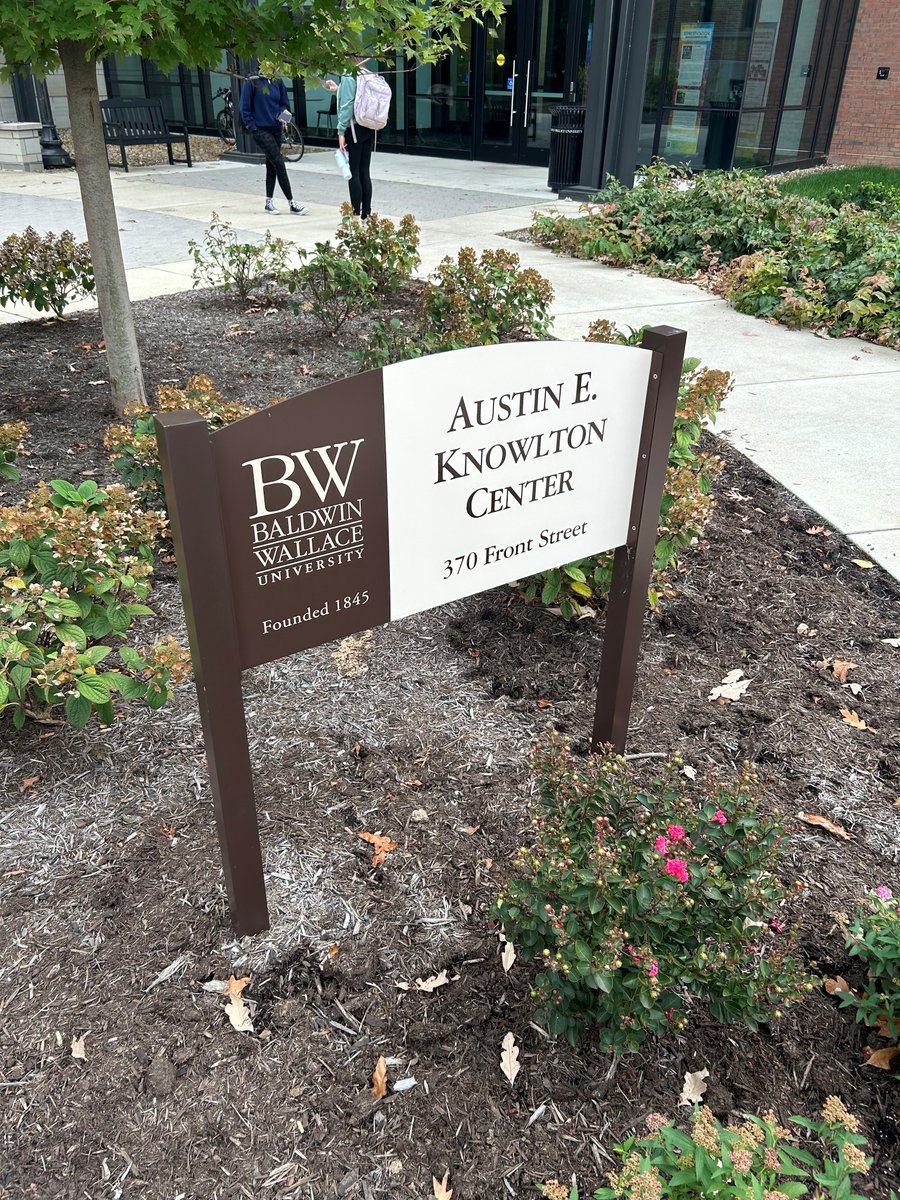 BW
BALDWIN
WALLACE
UNIVERSITY
Founded 1845
AUSTIN E.
KNOWLTON
CENTER
370 Front Street